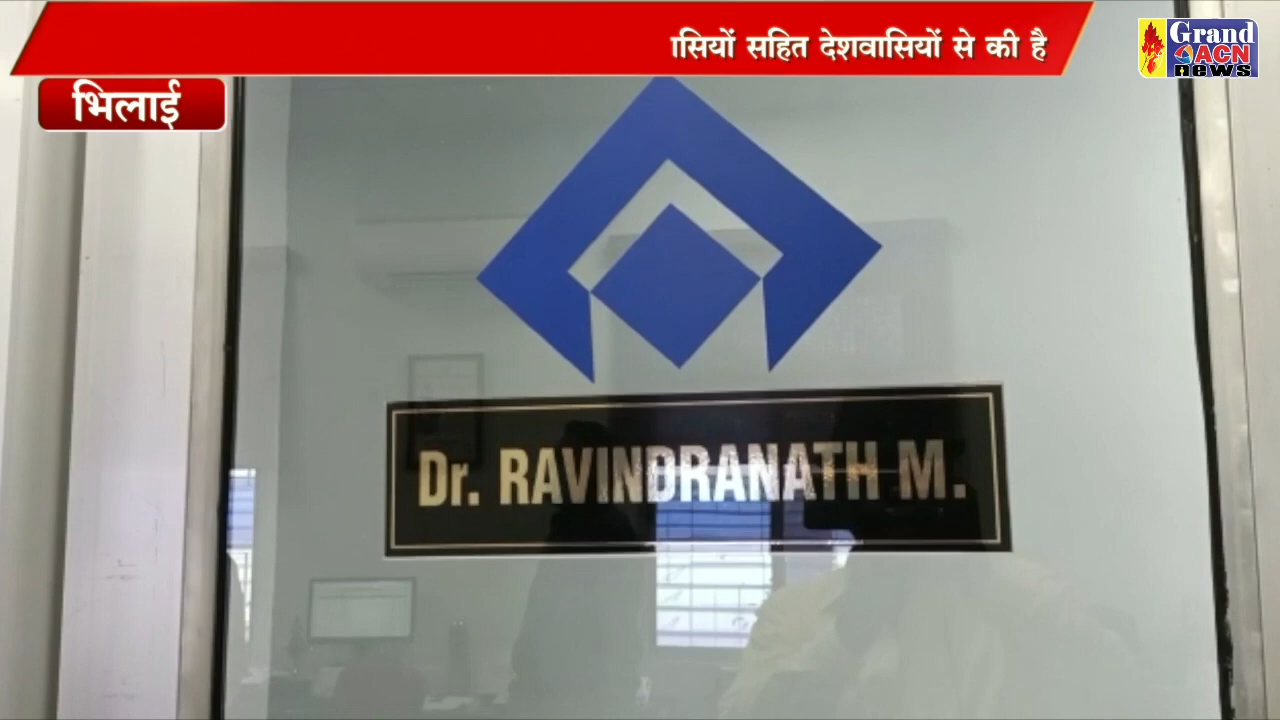 सियों सहित देशवासियों से की है
Grand
ACN
news
भिलाई
Dr. RAVINDRANATH M.